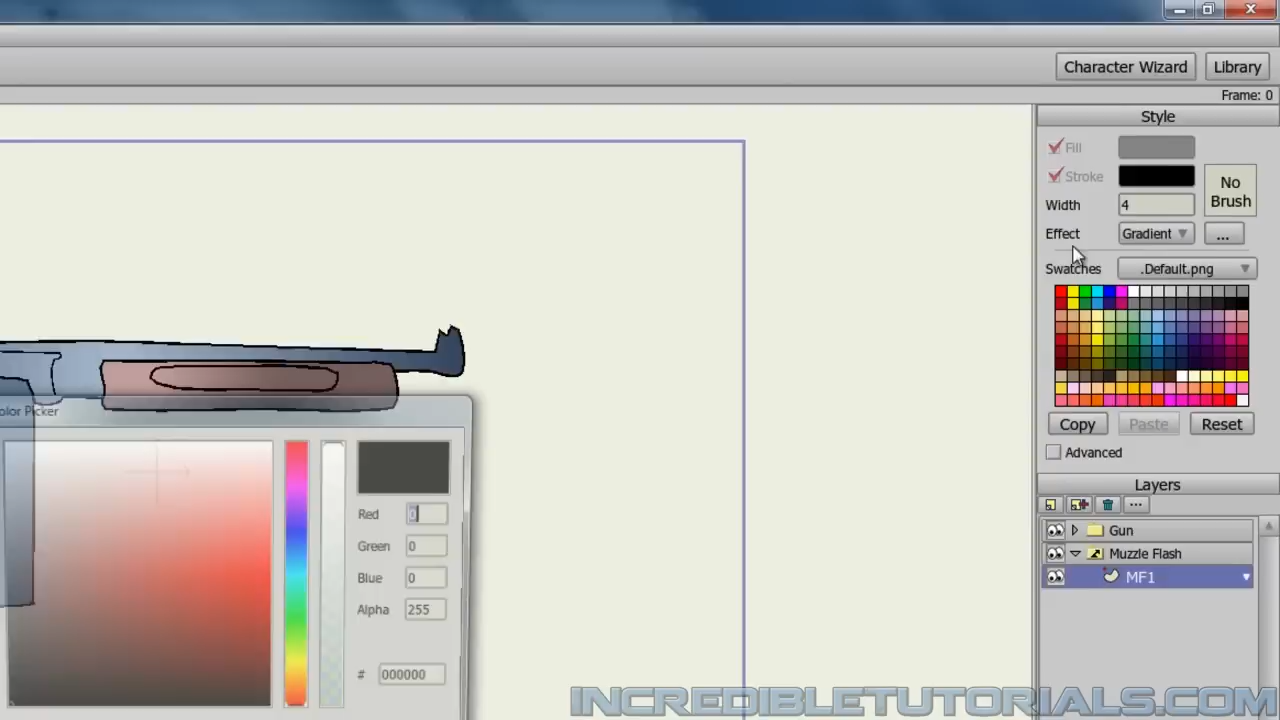 Character Wizard
Library
Frame: 0
Style
Fill
Stroke
No Brush
Width
4
Effect
Gradient
...
Swatches
.Default.png
Copy
Paste
Reset
Advanced
Layers
Gun
Muzzle Flash
MF1
olor Picker
Red
0
Green
0
Blue
0
Alpha
255
#
000000
INCREDIBLETUTORIALS.COM